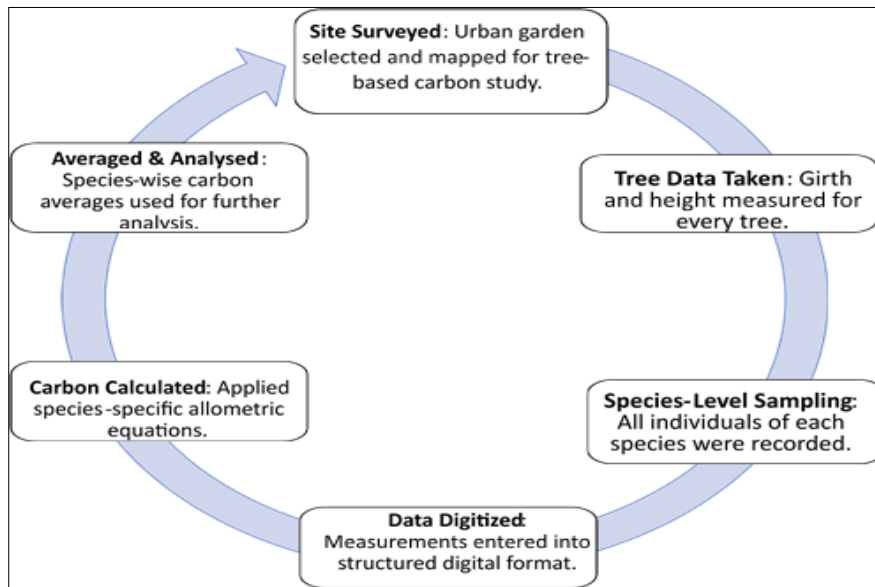 Site Surveyed: Urban garden
selected and mapped for tree-
based carbon study.
Tree Data Taken: Girth
and height measured for
every tree.
Species-Level Sampling:
All individuals of each
species were recorded.
Data Digitized:
Measurements entered into
structured digital format.
Carbon Calculated: Applied
species-specific allometric
equations.
Averaged & Analysed:
Species-wise carbon
averages used for further
analysis.